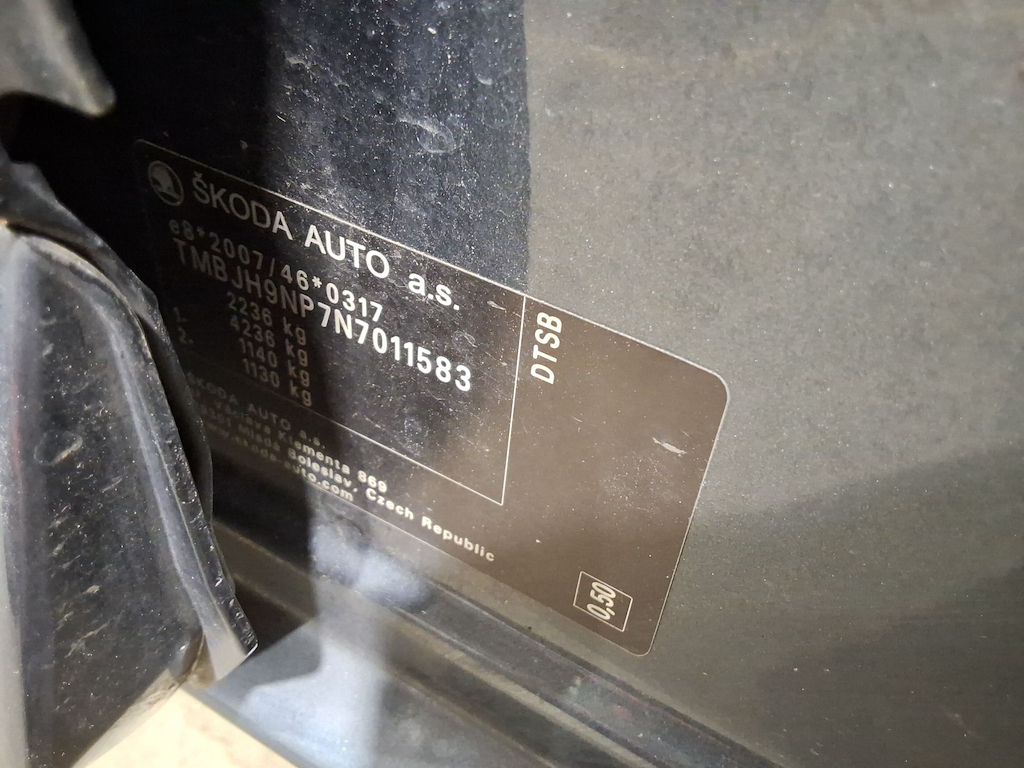 ŠKODA AUTO a.s.
e8*2007/46*0317
TMBJH9NP7N7011583
2236 kg
4236 kg
1. 1140 kg
2. 1130 kg
DTSB
ŠKODA AUTO a.s.
Klementa 869
Mladá Boleslav, Czech Republic
www.skoda-auto.com
0,50